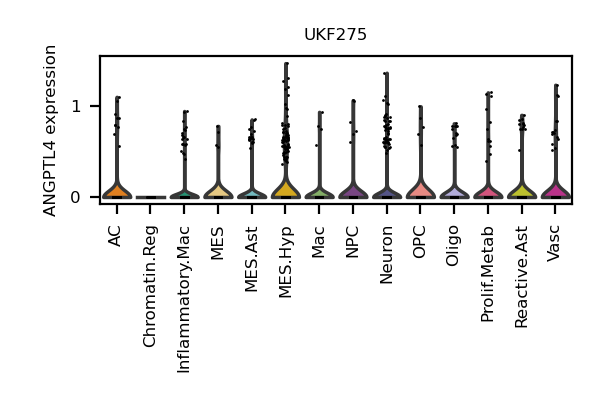 UKF275
ANGPTL4 expression
1
0
AC
Chromatin.Reg
Inflammatory.Mac
MES
MES.Ast
MES.Hyp
Mac
NPC
Neuron
OPC
Oligo
Prolif.Metab
Reactive.Ast
Vasc